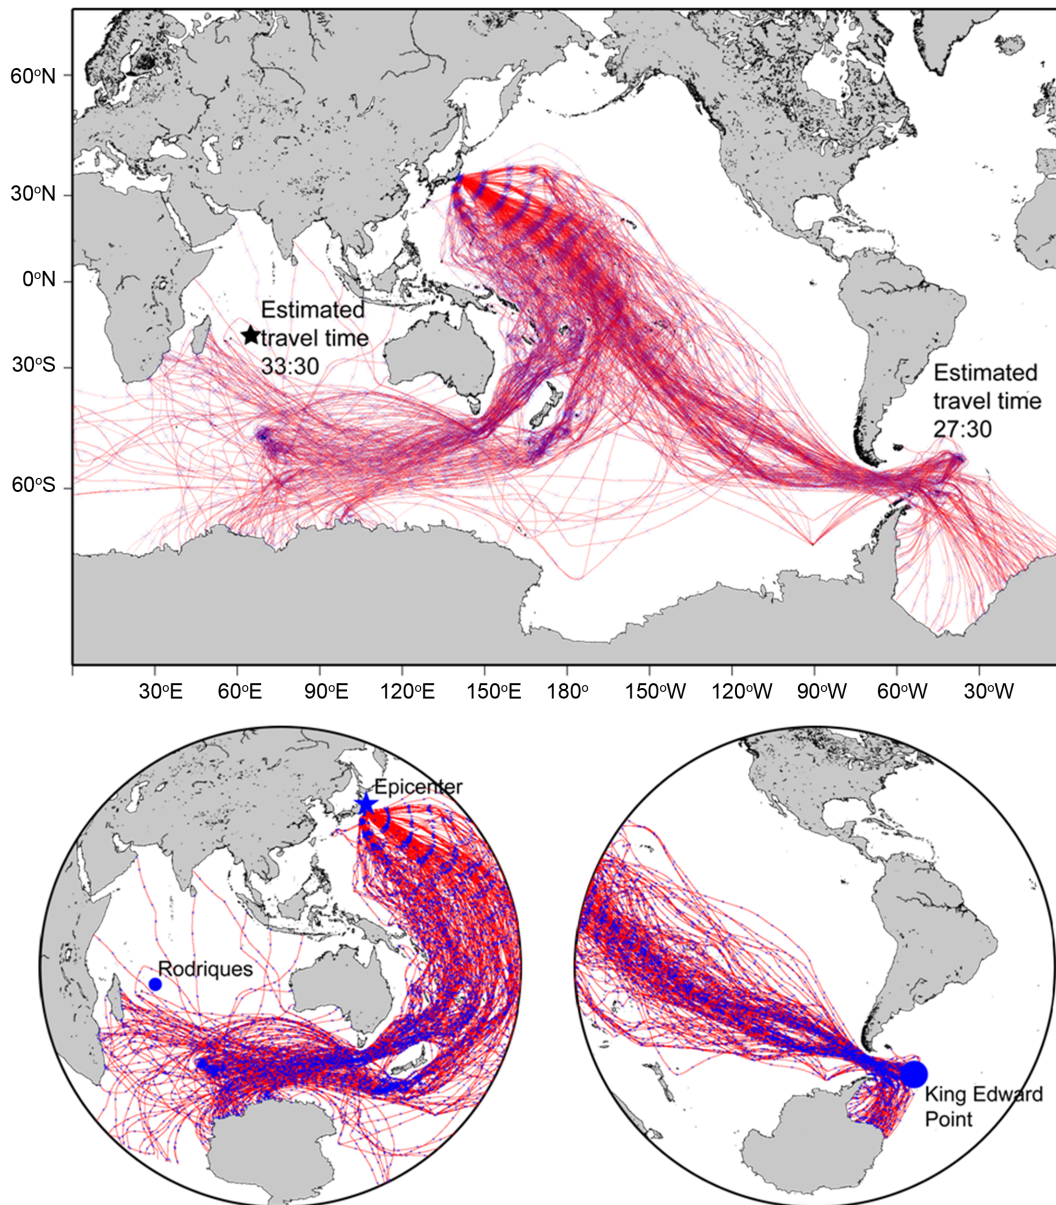 60°N
30°N
0°N
30°S
60°S
Estimated
travel time
33:30
Estimated
travel time
27:30
30°E
60°E
90°E
120°E
150°E
180°
150°W
120°W
90°W
60°W
30°W
Epicenter
Rodriques
King Edward
Point